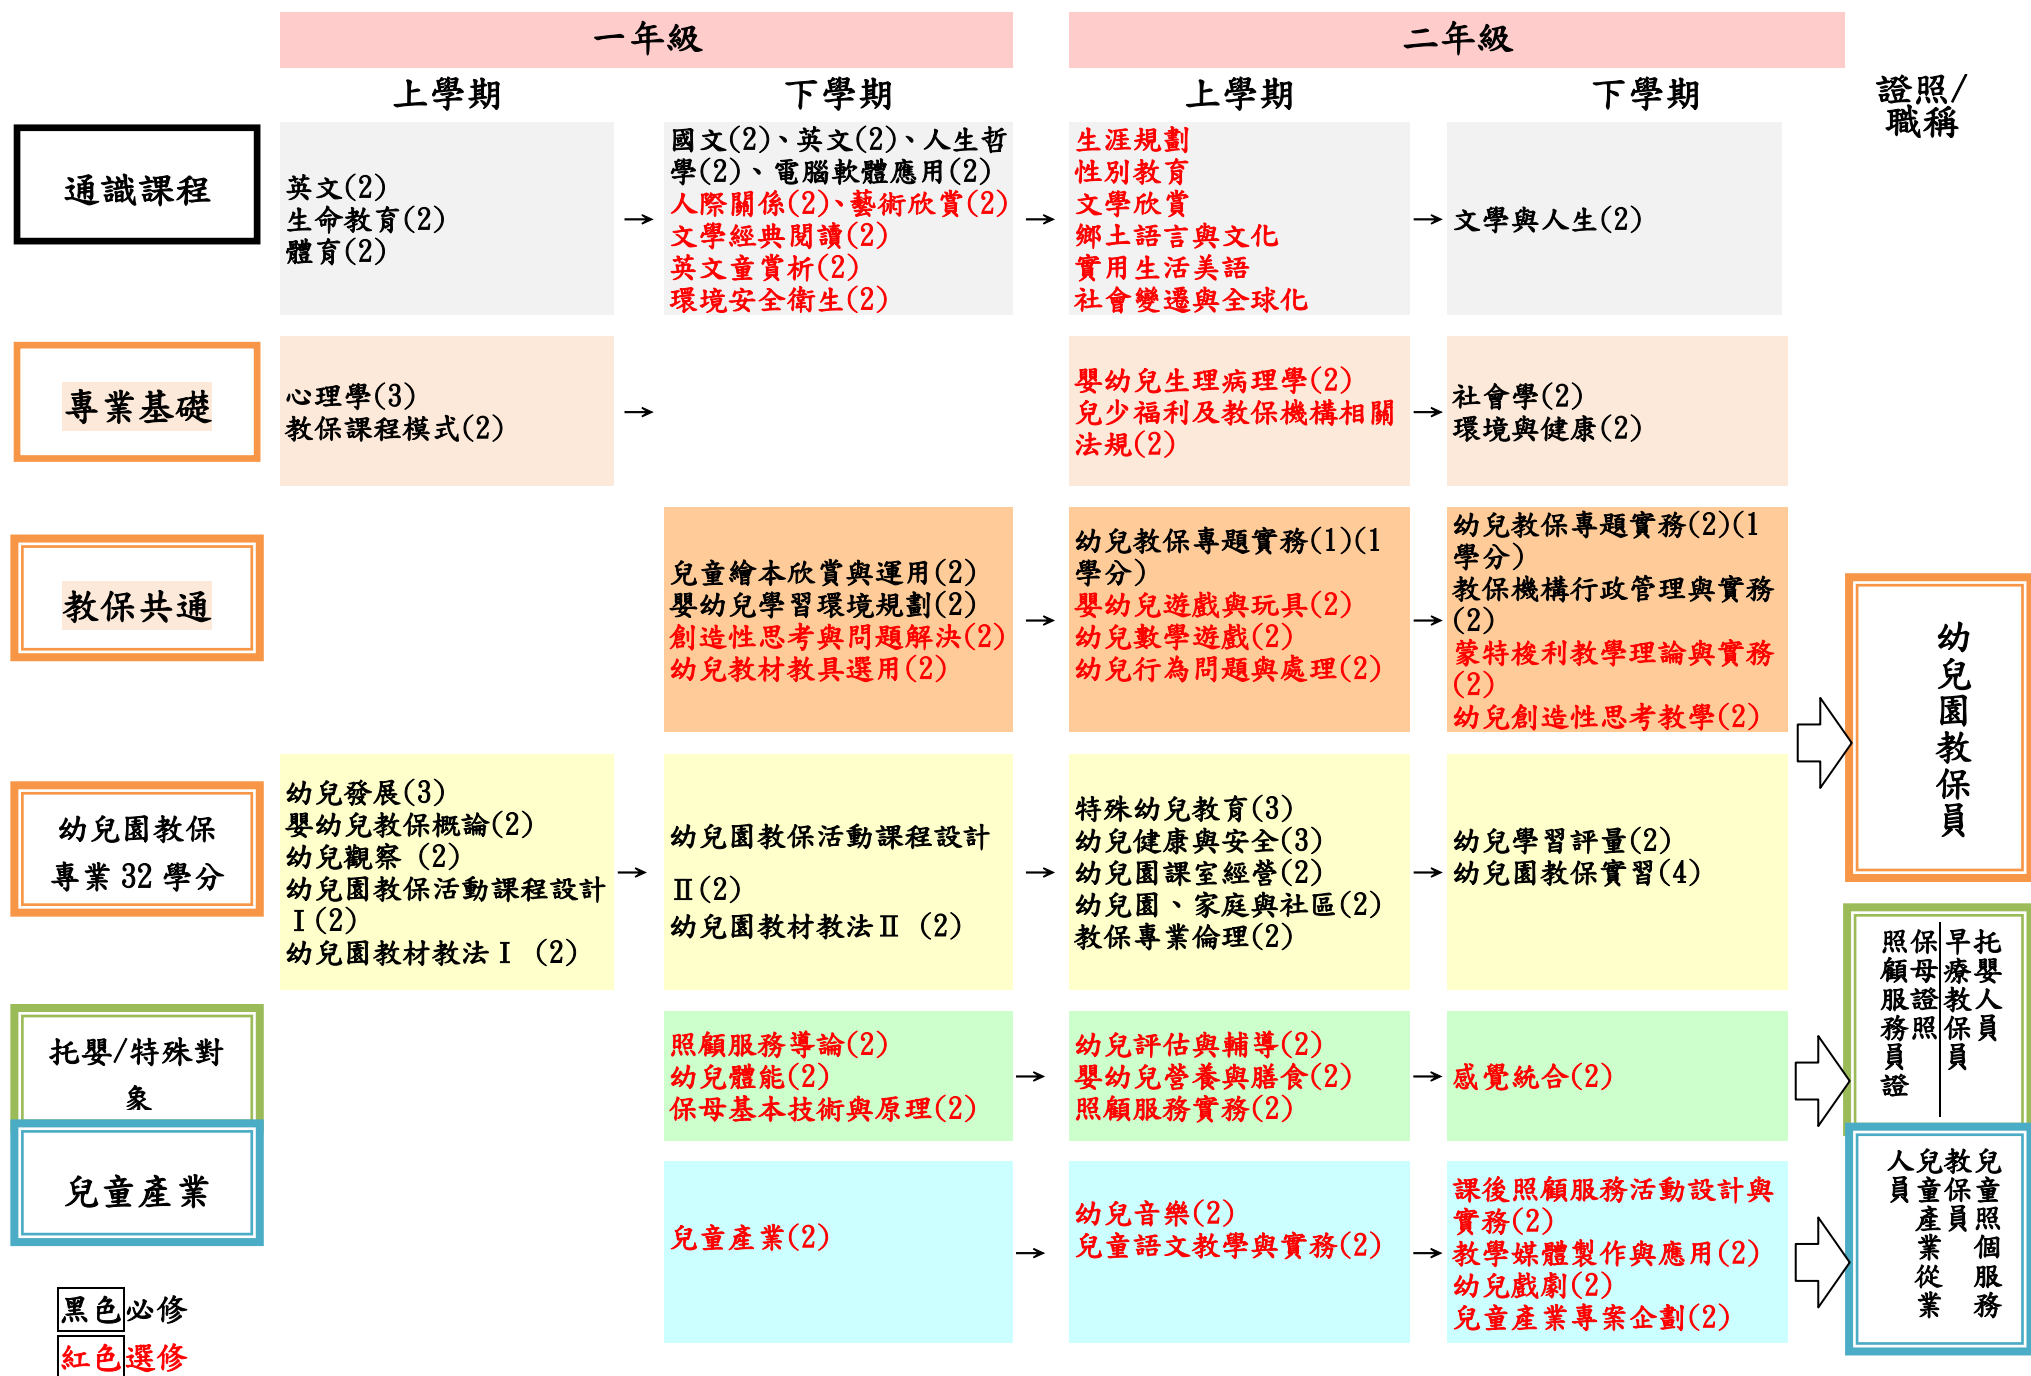 一年級
二年級
上學期
下學期
上學期
下學期
證照/
職稱
通識課程
英文(2)
生命教育(2)
體育(2)
→
國文(2)、英文(2)、人生哲
學(2)、電腦軟體應用(2)
人際關係(2)、藝術欣賞(2)
文學經典閱讀(2)
英文童賞析(2)
環境安全衛生(2)
→
生涯規劃
性別教育
文學欣賞
鄉土語言與文化
實用生活美語
社會變遷與全球化
→
文學與人生(2)
專業基礎
心理學(3)
教保課程模式(2)
→
嬰幼兒生理病理學(2)
兒少福利及教保機構相關
法規(2)
→
社會學(2)
環境與健康(2)
教保共通
兒童繪本欣賞與運用(2)
嬰幼兒學習環境規劃(2)
創造性思考與問題解決(2)
幼兒教材教具選用(2)
→
幼兒教保專題實務(1)(1
學分)
嬰幼兒遊戲與玩具(2)
幼兒數學遊戲(2)
幼兒行為問題與處理(2)
→
幼兒教保專題實務(2)(1
學分)
教保機構行政管理與實務
(2)
蒙特梭利教學理論與實務
(2)
幼兒創造性思考教學(2)
幼兒園教保員
幼兒園教保
專業 32 學分
幼兒發展(3)
嬰幼兒教保概論(2)
幼兒觀察 (2)
幼兒園教保活動課程設計
Ⅰ(2)
幼兒園教材教法Ⅰ (2)
→
幼兒園教保活動課程設計
Ⅱ(2)
幼兒園教材教法Ⅱ (2)
→
特殊幼兒教育(3)
幼兒健康與安全(3)
幼兒園課室經營(2)
幼兒園、家庭與社區(2)
教保專業倫理(2)
→
幼兒學習評量(2)
幼兒園教保實習(4)
托嬰/特殊對
象
照顧服務導論(2)
幼兒體能(2)
保母基本技術與原理(2)
→
幼兒評估與輔導(2)
嬰幼兒營養與膳食(2)
照顧服務實務(2)
→
感覺統合(2)
托嬰人員
早療教保員
保母證照
照顧服務員證
兒童產業
兒童產業(2)
→
幼兒音樂(2)
兒童語文教學與實務(2)
→
課後照顧服務活動設計與
實務(2)
教學媒體製作與應用(2)
幼兒戲劇(2)
兒童產業專案企劃(2)
兒童照個服務
教保員
兒童產業從業
人員
黑色必修
紅色選修